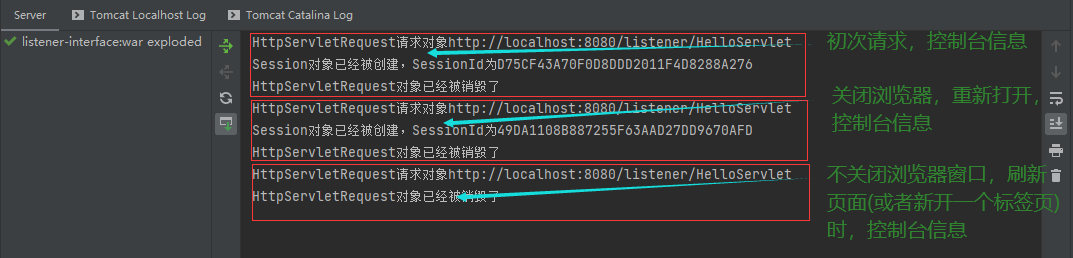 Server
Tomcat Localhost Log
Tomcat Catalina Log
listener-interface:war exploded
HttpServletRequest请求对象http://localhost:8080/listener/HelloServlet
Session对象已经被创建，SessionId为D75CF43A70F0D8DDD2011F4D8288A276
HttpServletRequest对象已经被销毁了
初次请求，控制台信息
HttpServletRequest请求对象http://localhost:8080/listener/HelloServlet
Session对象已经被创建，SessionId为49DA1108B887255F63AAD27DD9670AFD
HttpServletRequest对象已经被销毁了
关闭浏览器，重新打开，
控制台信息
HttpServletRequest请求对象http://localhost:8080/listener/HelloServlet
HttpServletRequest对象已经被销毁了
不关闭浏览器窗口，刷新
页面(或者新开一个标签页)
时，控制台信息